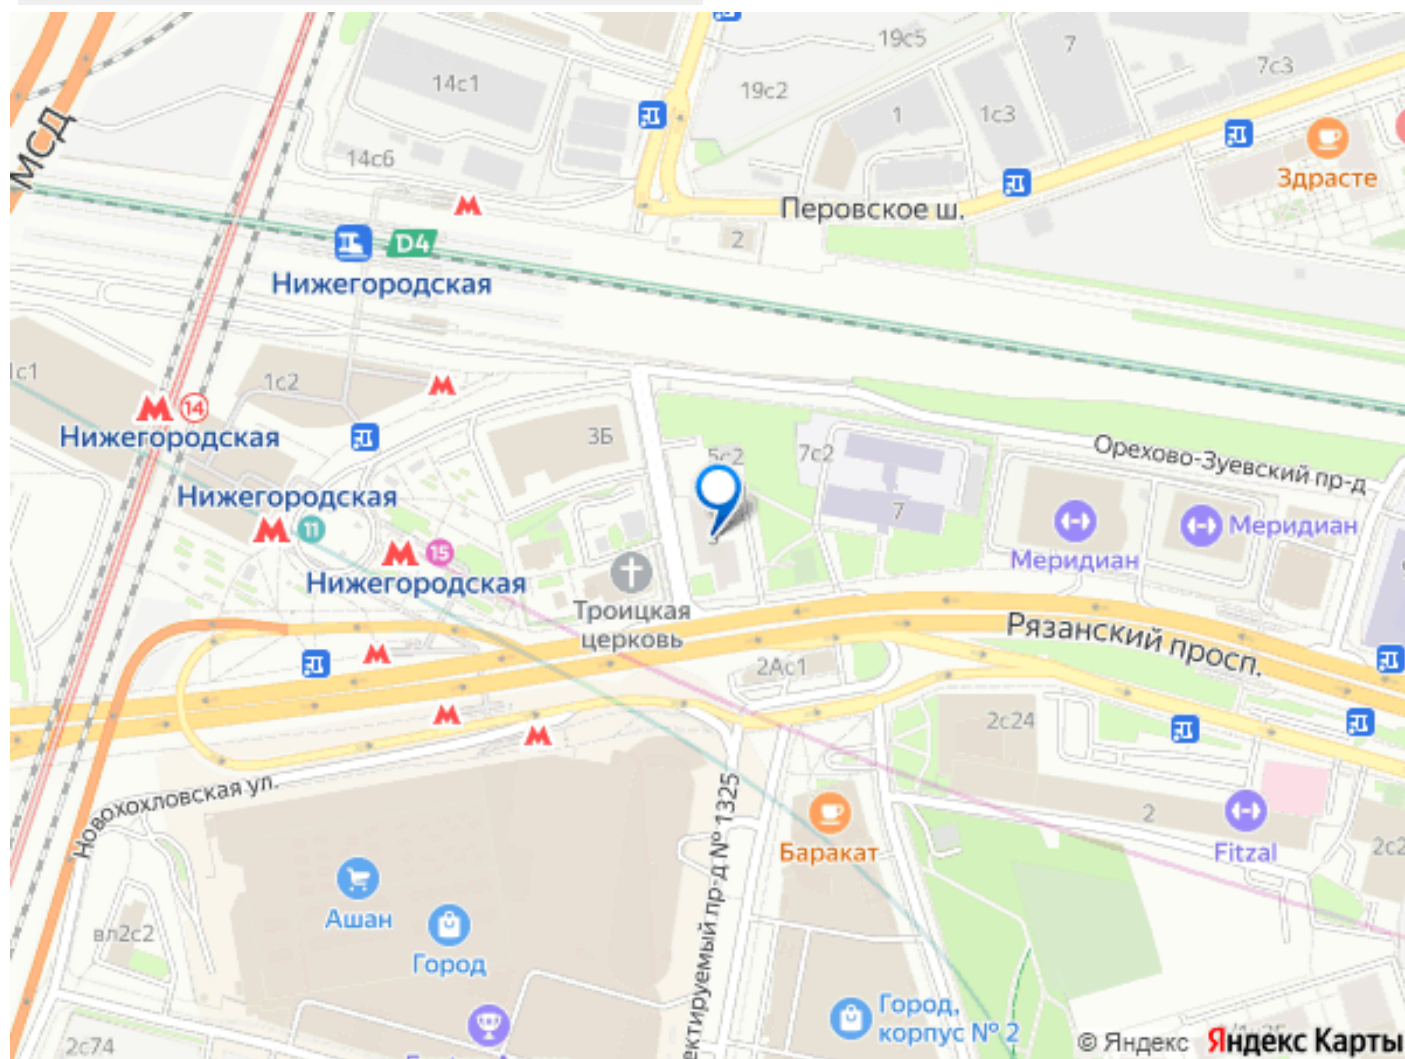 19с5
7
7с3
14с1
19с2
1
1с3
МСД
14с6
Здрасте
Перовское ш.
2
D4
Нижегородская
1с1
1с2
14
Нижегородская
3Б
5с2
7с2
Орехово-Зуевский пр-д
Нижегородская
11
7
Меридиан
Меридиан
15
Нижегородская
Троицкая
церковь
Рязанский просп.
2Ас1
2с24
Новохохловская ул.
2
Баракат
Fitzal
Ашан
вл2с2
Город
Город,
корпус № 2
2с74
© Яндекс Яндекс Карты